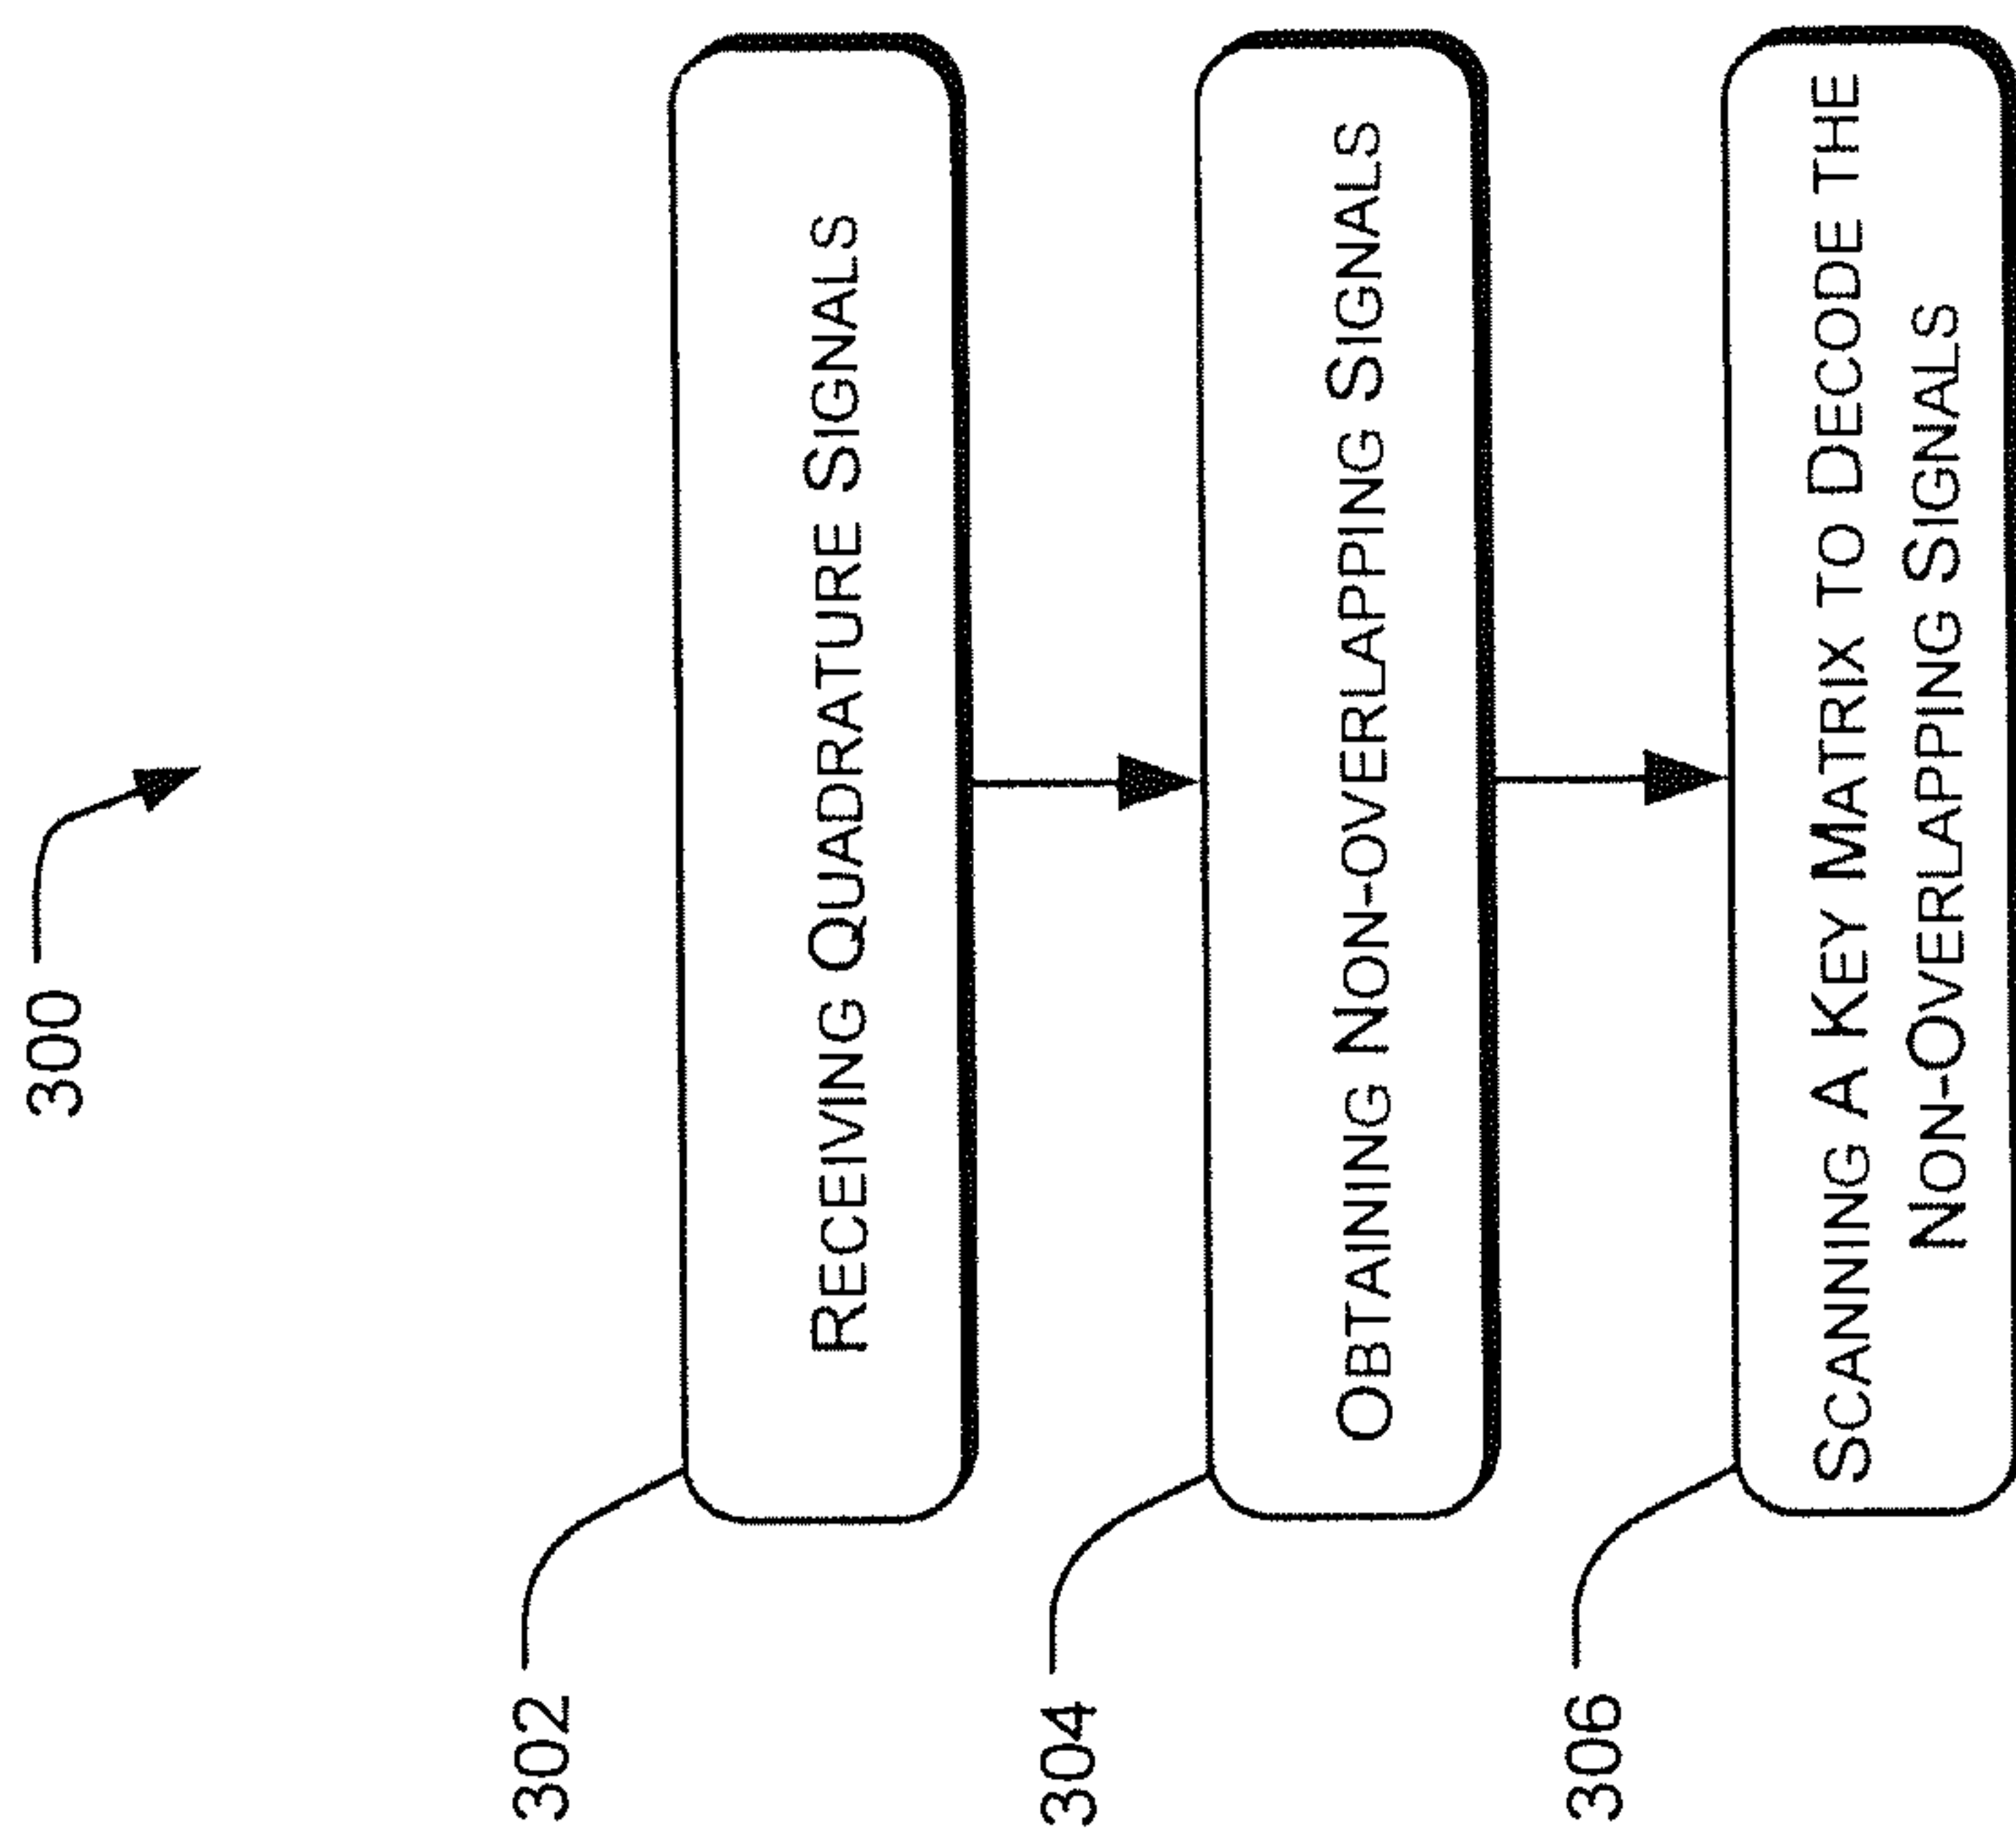 300
302
RECEIVING QUADRATURE SIGNALS
304
OBTAINING NON-OVERLAPPING SIGNALS
306
SCANNING A KEY MATRIX TO DECODE THE
NON-OVERLAPPING SIGNALS